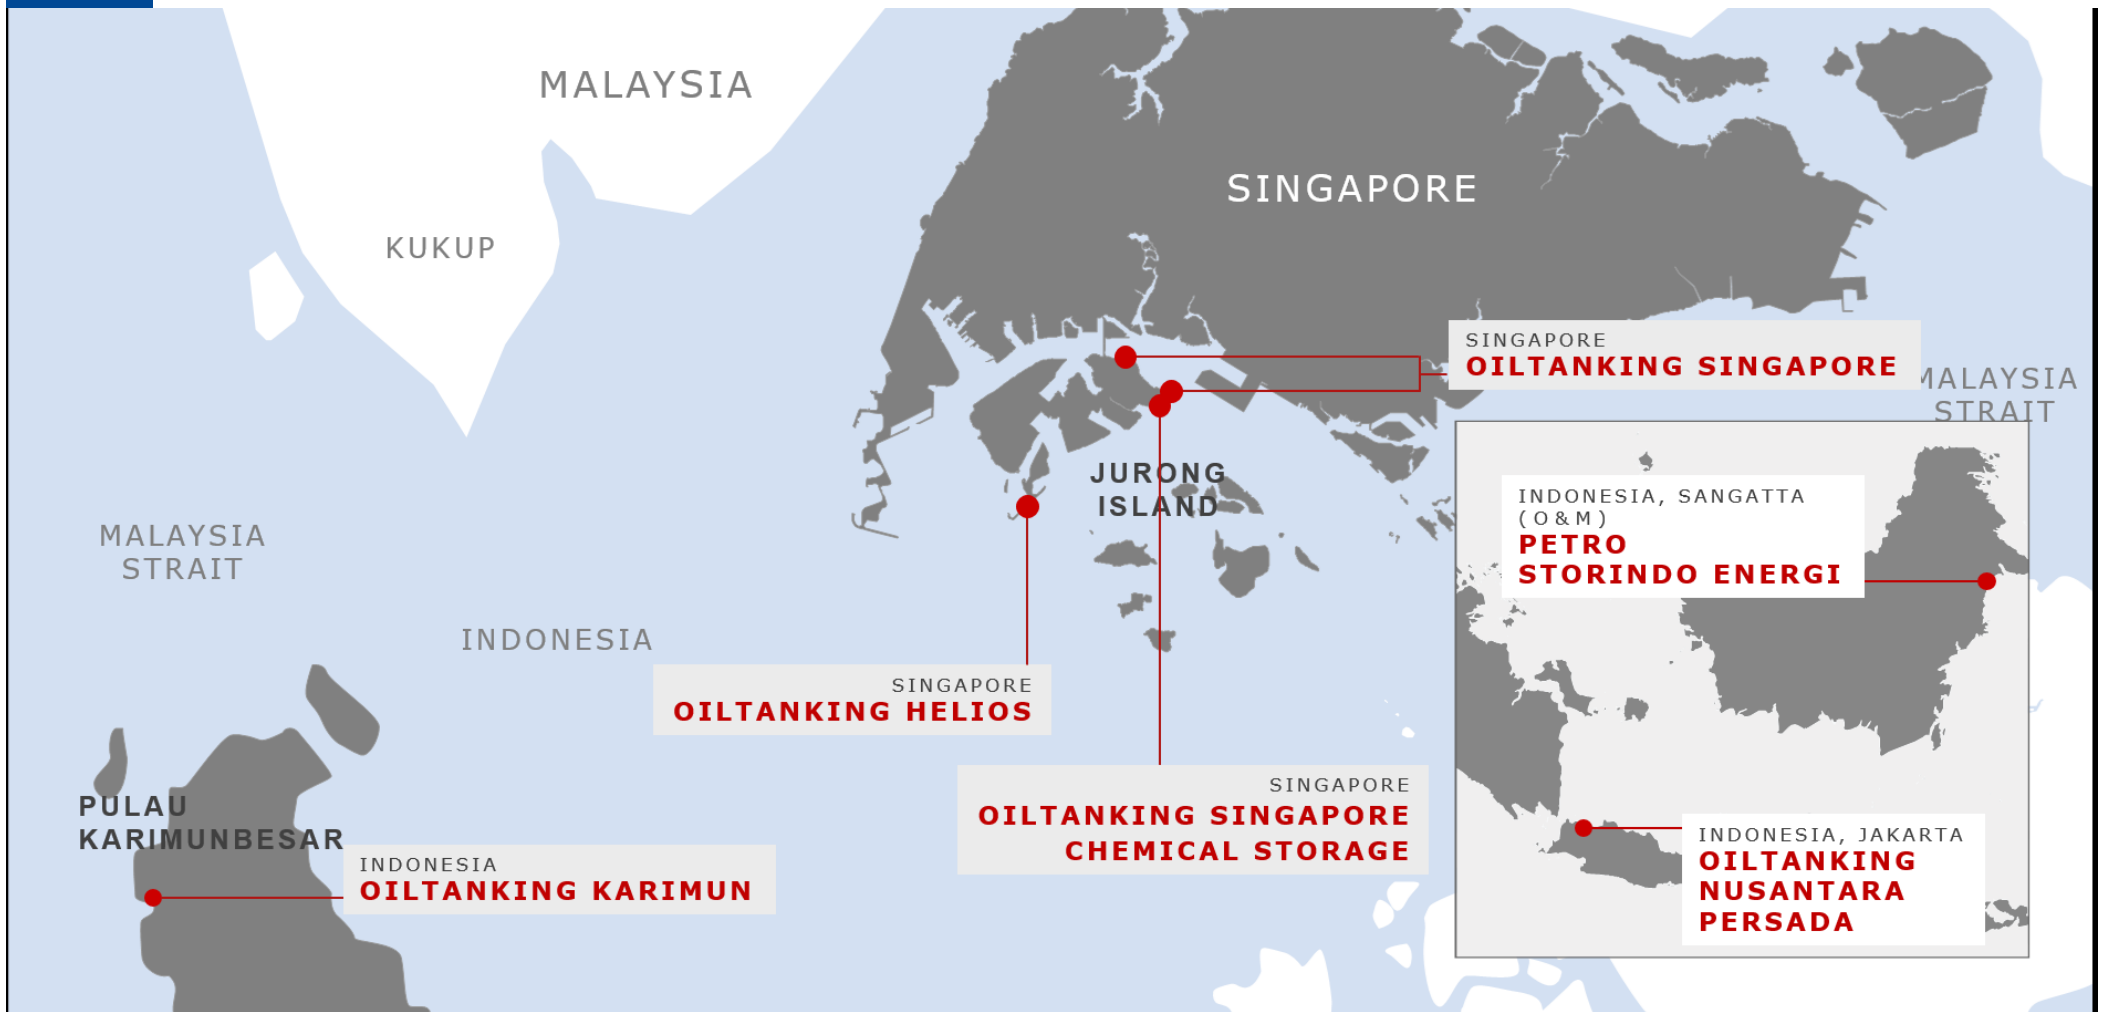 MALAYSIA
SINGAPORE
KUKUP
SINGAPORE
OILTANKING SINGAPORE
MALAYSIA
STRAIT
JURONG
ISLAND
MALAYSIA
STRAIT
INDONESIA, SANGATTA
(O&M)
PETRO
STORINDO ENERGI
INDONESIA
SINGAPORE
OILTANKING HELIOS
SINGAPORE
OILTANKING SINGAPORE
CHEMICAL STORAGE
PULAU
KARIMUNBESAR
INDONESIA
OILTANKING KARIMUN
INDONESIA, JAKARTA
OILTANKING
NUSANTARA
PERSADA